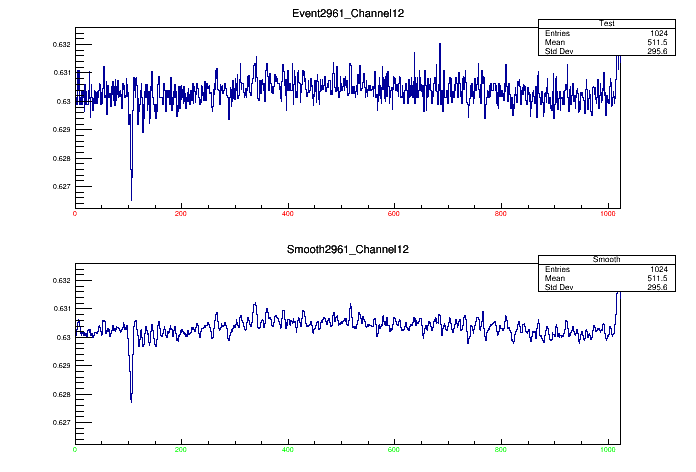 Event2961_Channel12
Test
Entries 1024
Mean 511.5
Std Dev 295.6
0.632
0.631
0.63
0.629
0.628
0.627
0 200 400 600 800 1000
Smooth2961_Channel12
Smooth
Entries 1024
Mean 511.5
Std Dev 295.6
0.632
0.631
0.63
0.629
0.628
0.627
0 200 400 600 800 1000